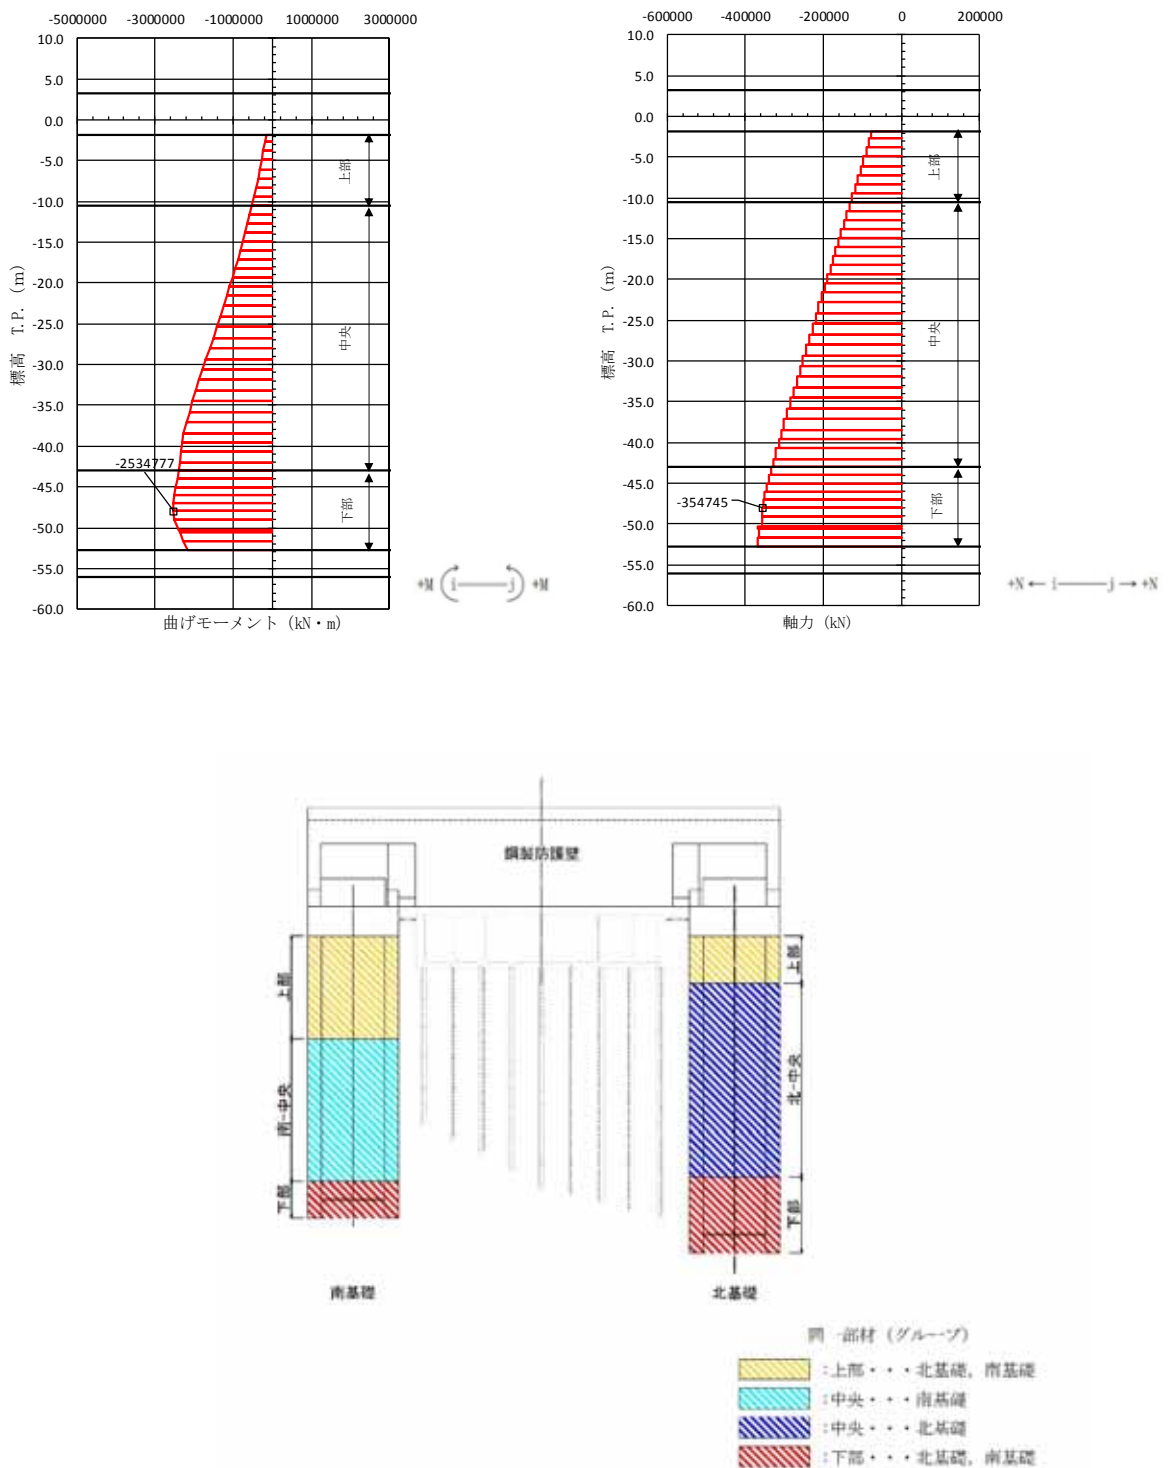 -5000000 -3000000 -1000000 1000000 3000000
10.0
5.0
0.0
-5.0
-10.0
-15.0
-20.0
-25.0
-30.0
-35.0
-40.0
-45.0
-50.0
-55.0
-60.0
標高 T.P. (m)
上部
中央
下部
-2534777
曲げモーメント (kN・m)
+M i j +M
-600000 -400000 -200000 0 200000
10.0
5.0
0.0
-5.0
-10.0
-15.0
-20.0
-25.0
-30.0
-35.0
-40.0
-45.0
-50.0
-55.0
-60.0
標高 T.P. (m)
上部
中央
下部
-354745
軸力 (kN)
+N i j +N
鋼製防護壁
上部
南-中央
下部
上部
北-中央
下部
南基礎
北基礎
同一部材 (グループ)
:上部・・・北基礎, 南基礎
:中央・・・南基礎
:中央・・・北基礎
:下部・・・北基礎, 南基礎